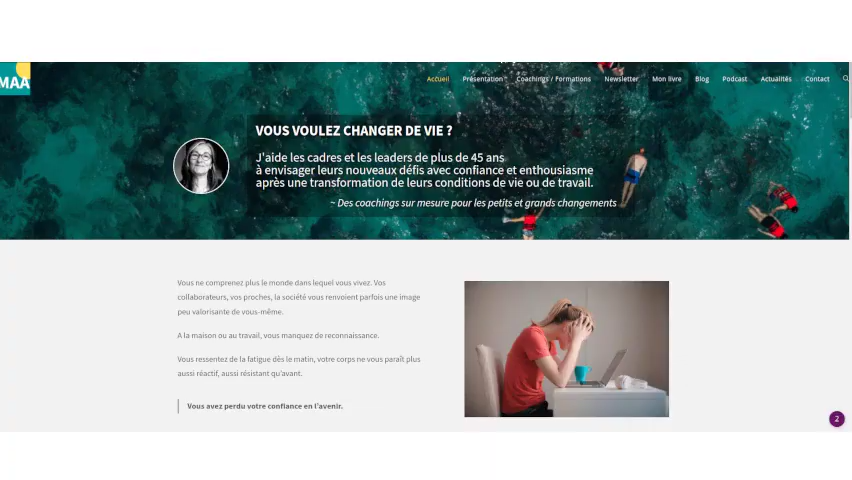 MAA
Accueil Présentation Coachings / Formations Newsletter Mon livre Blog Podcast Actualités Contact
VOUS VOULEZ CHANGER DE VIE ?
J'aide les cadres et les leaders de plus de 45 ans
à envisager leurs nouveaux défis avec confiance et enthousiasme
après une transformation de leurs conditions de vie ou de travail.
~ Des coachings sur mesure pour les petits et grands changements
Vous ne comprenez plus le monde dans lequel vous vivez. Vos
collaborateurs, vos proches, la société vous renvoient parfois une image
peu valorisante de vous-même.
A la maison ou au travail, vous manquez de reconnaissance.
Vous ressentez de la fatigue dès le matin, votre corps ne vous paraît plus
aussi réactif, aussi résistant qu'avant.
Vous avez perdu votre confiance en l'avenir.
2